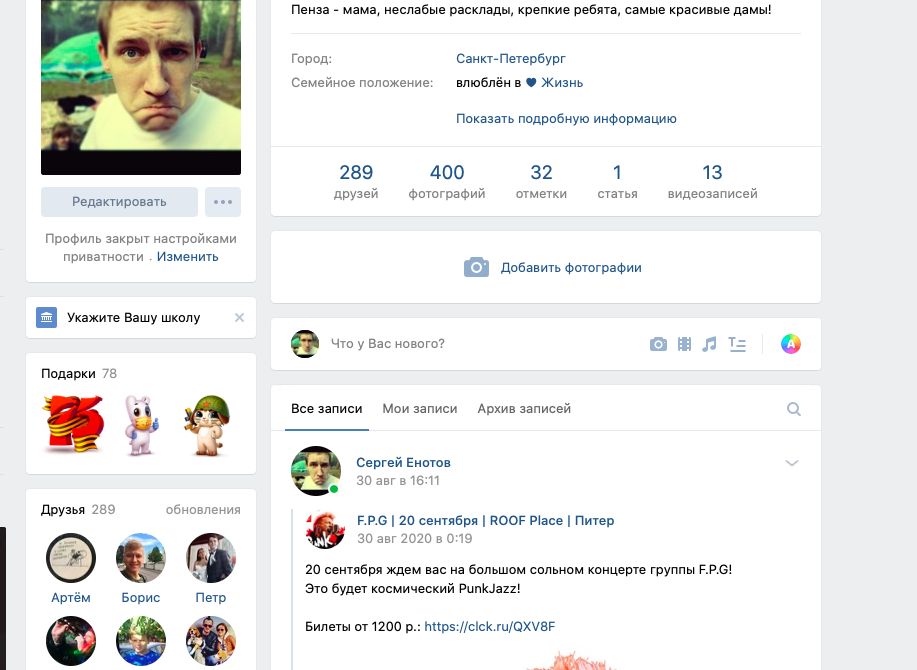 Пенза - мама, неслабые расклады, крепкие ребята, самые красивые дамы!
Город: Санкт-Петербург
Семейное положение: влюблён в Жизнь
Показать подробную информацию
289 400 32 1 13
друзей фотографий отметки статья видеозаписей
Редактировать
Профиль закрыт настройками
приватности . Изменить
Добавить фотографии
Укажите Вашу школу
Что у Вас нового?
Подарки 78
Все записи Мои записи Архив записей
Сергей Енотов
30 авг в 16:11
F.P.G | 20 сентября | ROOF Place | Питер
30 авг 2020 в 0:19
20 сентября ждем вас на большом сольном концерте группы F.P.G!
Это будет космический PunkJazz!
Билеты от 1200 р.: https://clck.ru/QXV8F
Друзья 289 обновления
Артём Борис Петр